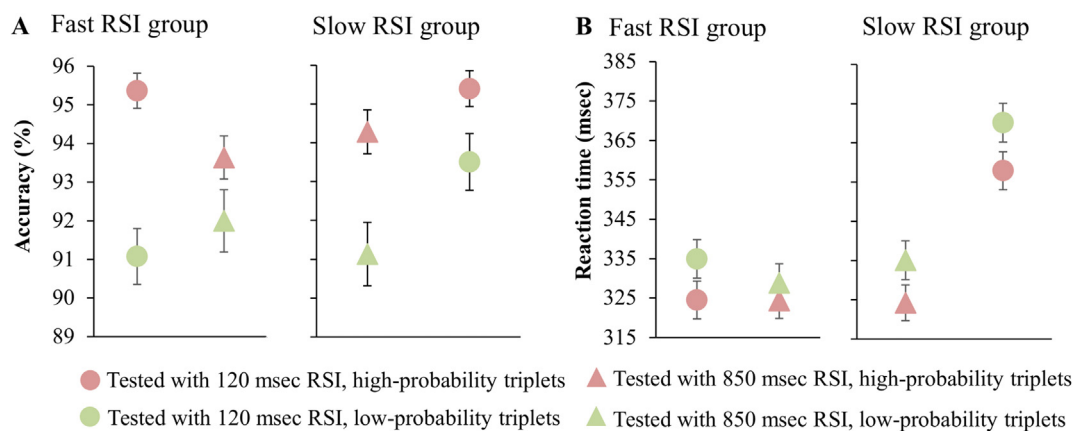 A Fast RSI group Slow RSI group
Accuracy (%)
96
95
94
93
92
91
90
89
B Fast RSI group Slow RSI group
Reaction time (msec)
385
375
365
355
345
335
325
315
Tested with 120 msec RSI, high-probability triplets
Tested with 120 msec RSI, low-probability triplets
Tested with 850 msec RSI, high-probability triplets
Tested with 850 msec RSI, low-probability triplets